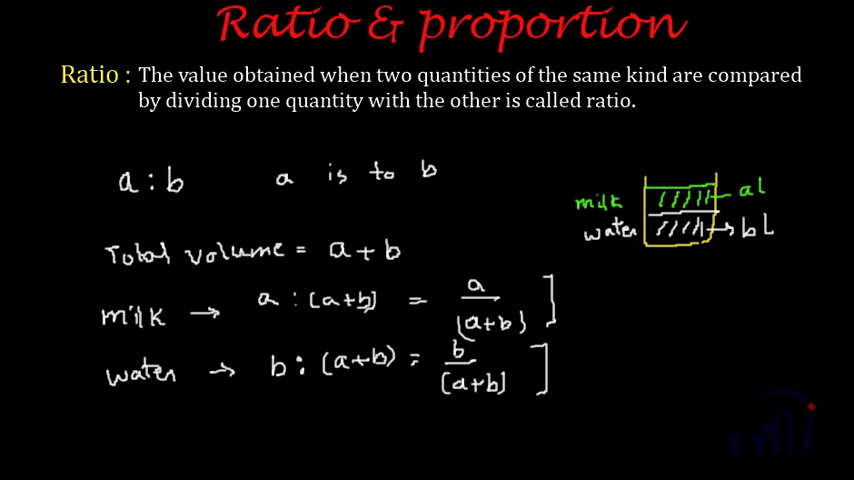 Ratio & proportion
Ratio : The value obtained when two quantities of the same kind are compared
by dividing one quantity with the other is called ratio.
a : b a is to b
milk al
water bL
Total volume = a + b
milk → a : (a+b) = a/(a+b) ]
water → b : (a+b) = b/(a+b) ]